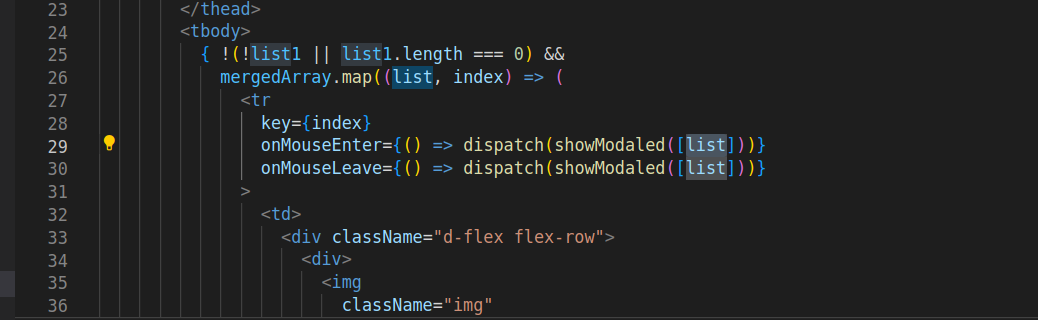 23 </thead>
24 <tbody>
25 { !(!list1 || list1.length === 0) &&
26 mergedArray.map((list, index) => (
27 <tr
28 key={index}
29 onMouseEnter={() => dispatch(showModaled([list]))}
30 onMouseLeave={() => dispatch(showModaled([list]))}
31 >
32 <td>
33 <div className="d-flex flex-row">
34 <div>
35 <img
36 className="img"